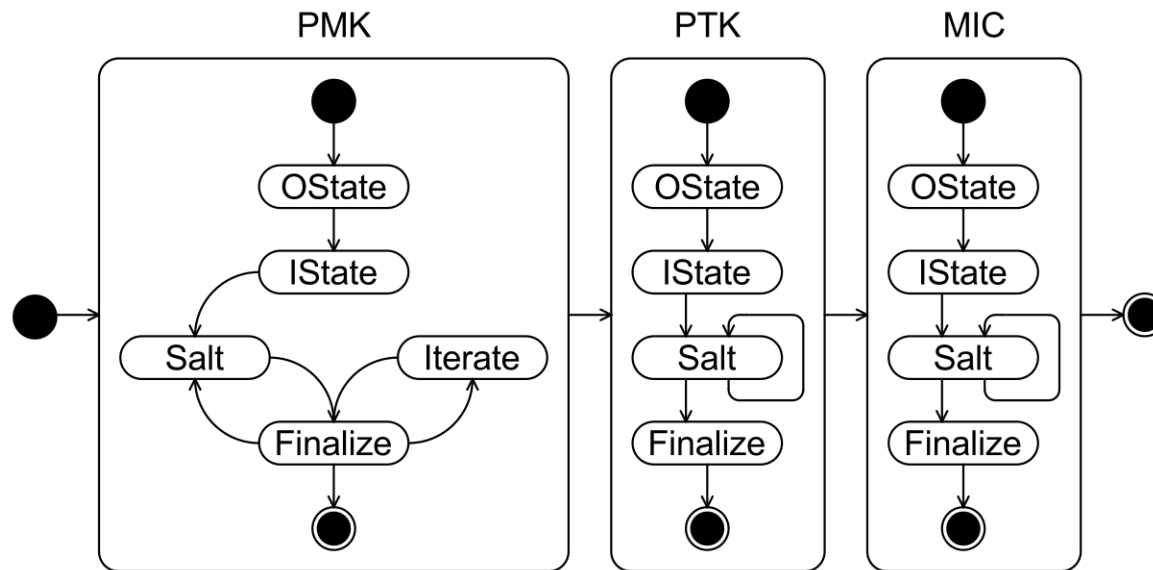 PMK
OState
IState
Salt
Iterate
Finalize
PTK
OState
IState
Salt
Finalize
MIC
OState
IState
Salt
Finalize